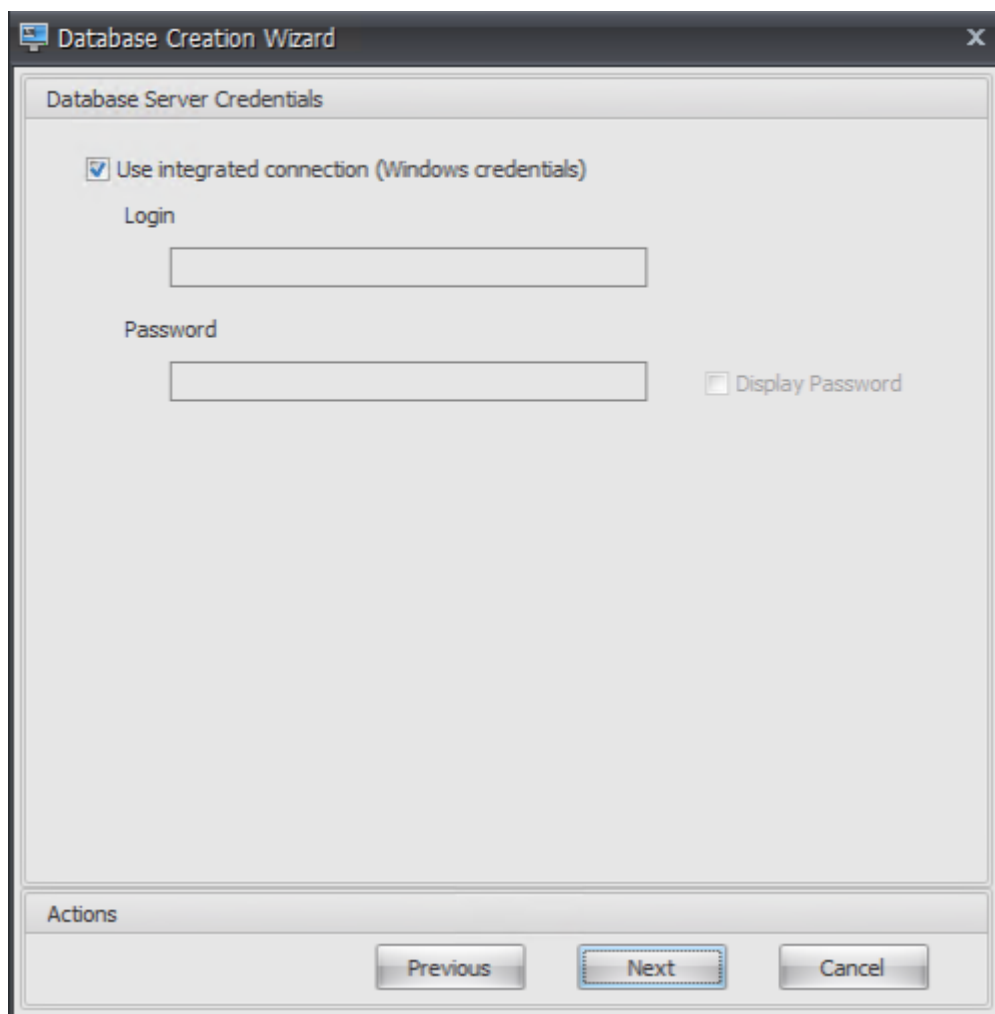 Database Creation Wizard
Database Server Credentials
Use integrated connection (Windows credentials)
Login
Password
Display Password
Actions
Previous Next Cancel